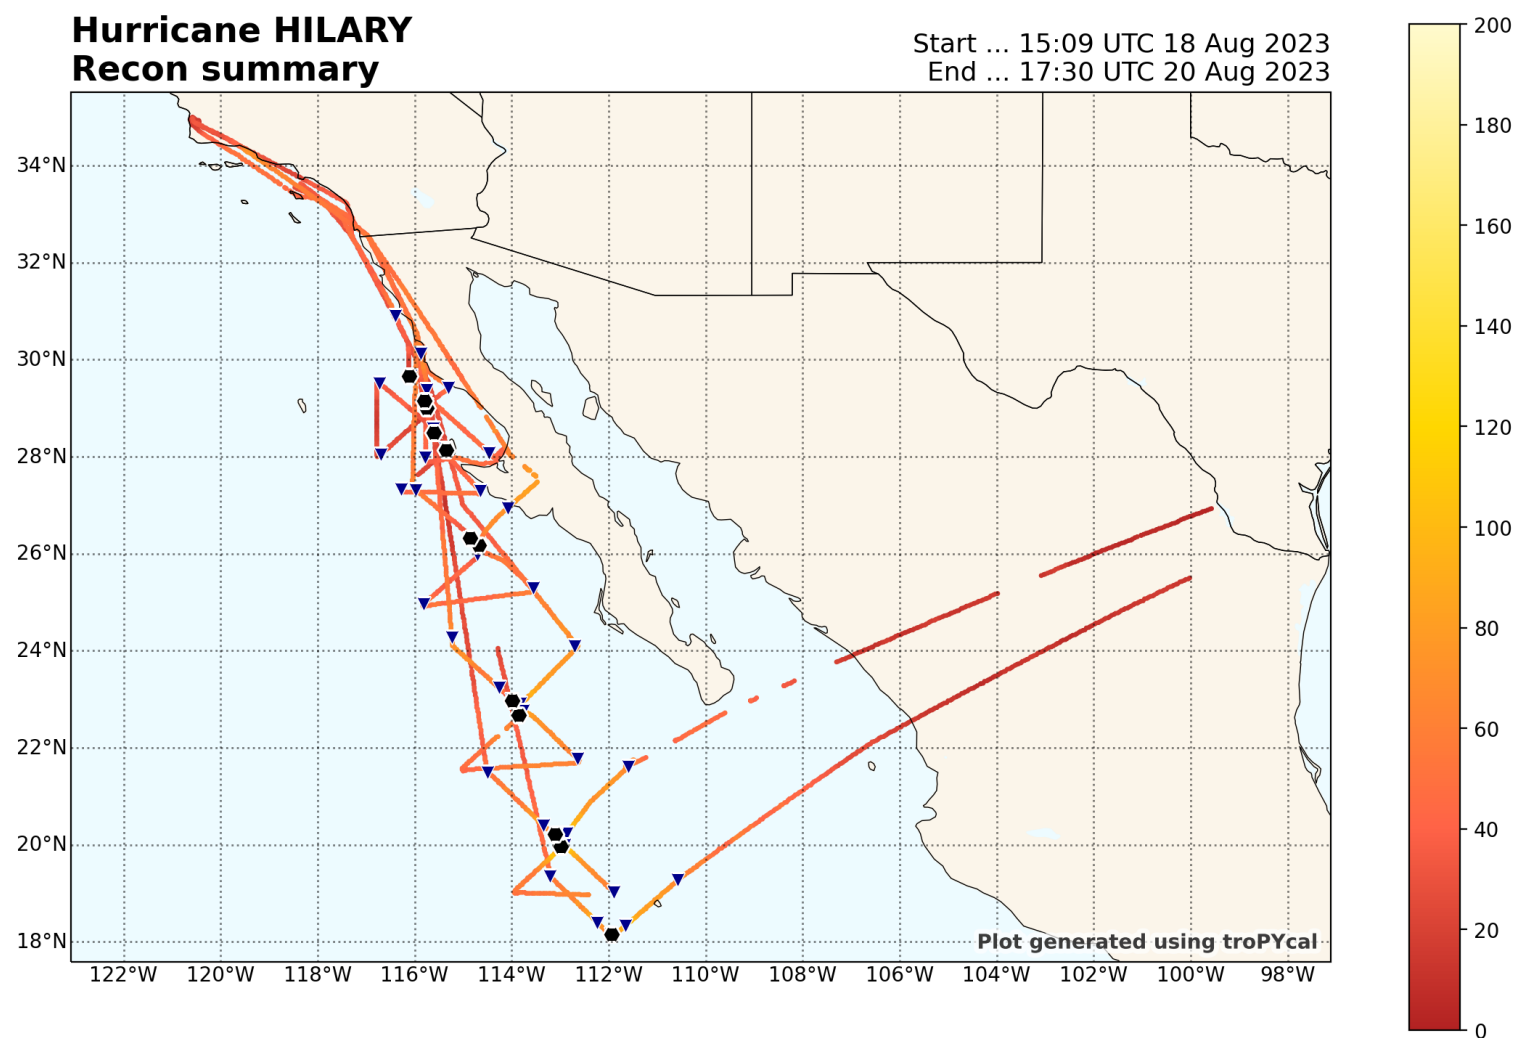 Hurricane HILARY
Recon summary
Start ... 15:09 UTC 18 Aug 2023
End ... 17:30 UTC 20 Aug 2023
34°N
32°N
30°N
28°N
26°N
24°N
22°N
20°N
18°N
122°W 120°W 118°W 116°W 114°W 112°W 110°W 108°W 106°W 104°W 102°W 100°W 98°W
Plot generated using troPYcal
200
180
160
140
120
100
80
60
40
20
0